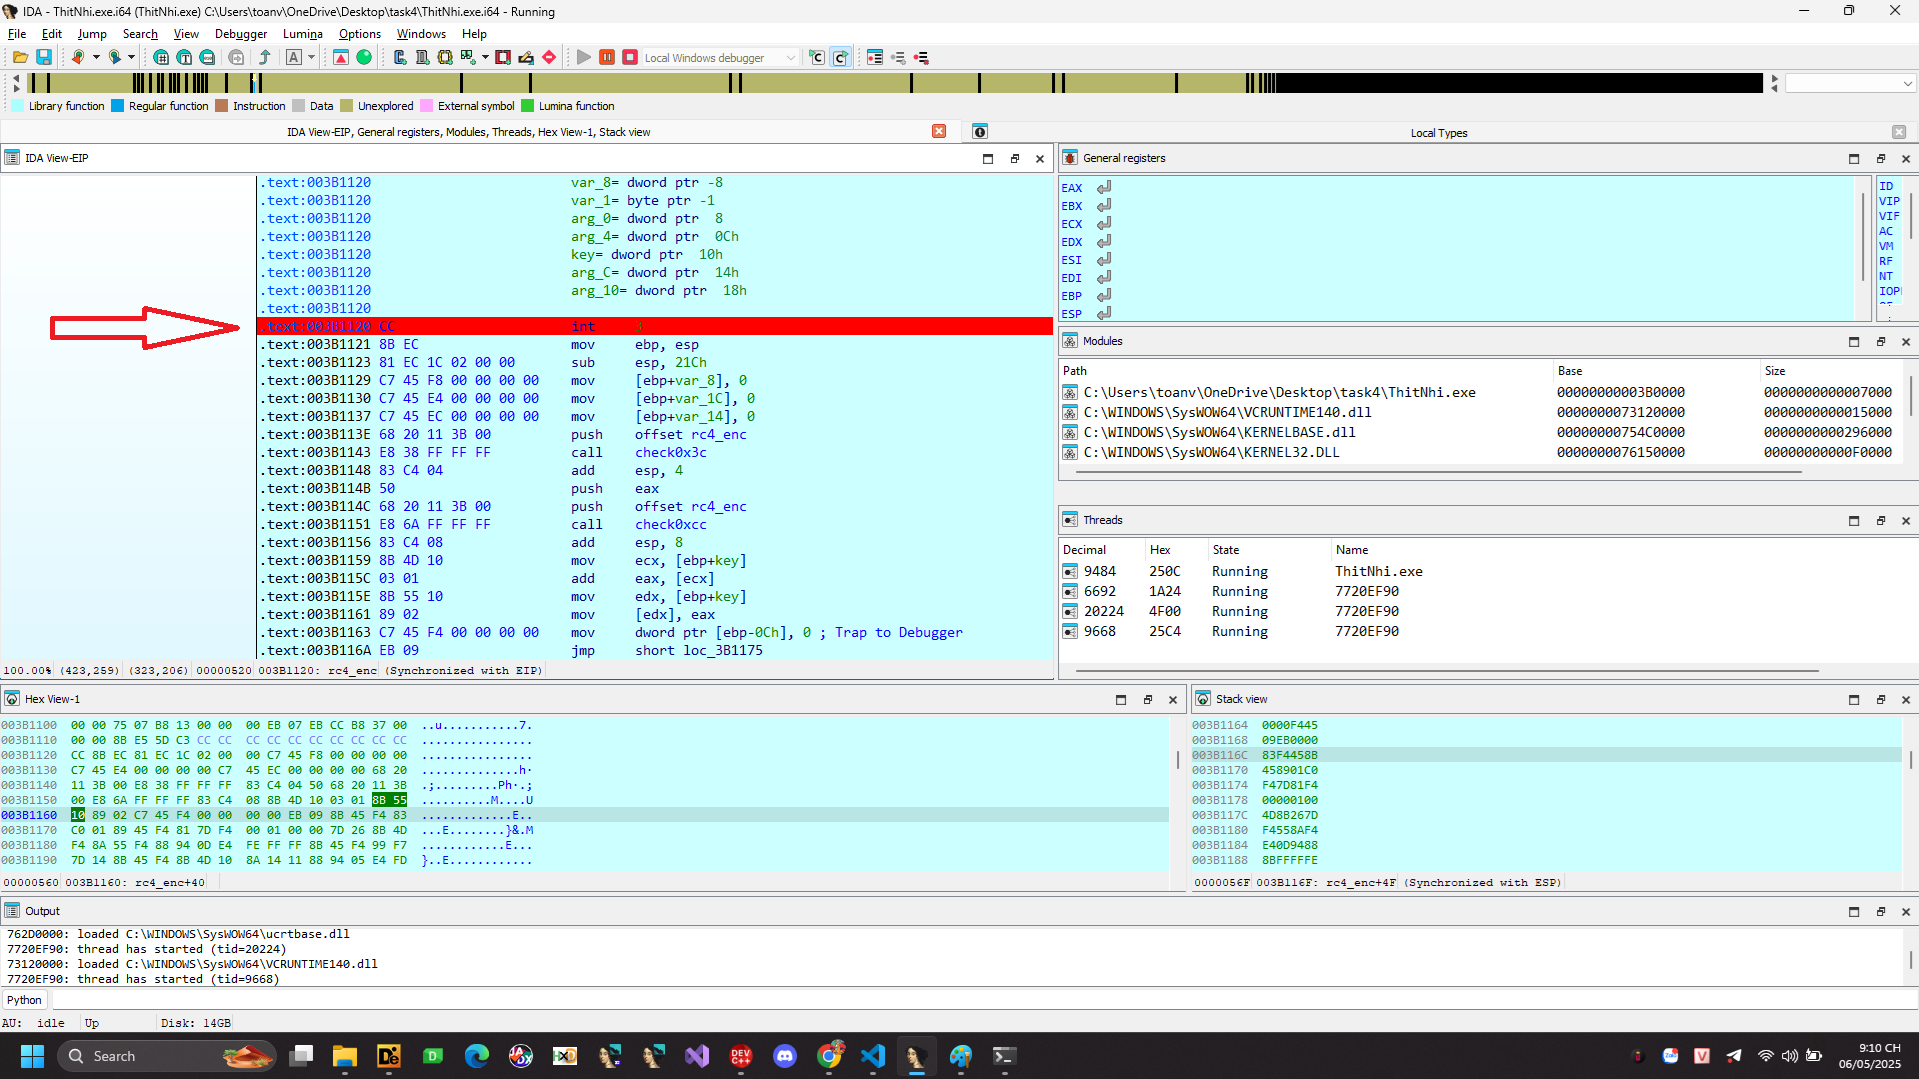 IDA - ThitNhi.exe.i64 (ThitNhi.exe) C:\Users\toanv\OneDrive\Desktop\task4\ThitNhi.exe.i64 - Running
File Edit Jump Search View Debugger Lumina Options Windows Help
Local Windows debugger
Library function Regular function Instruction Data Unexplored External symbol Lumina function
IDA View-EIP, General registers, Modules, Threads, Hex View-1, Stack view
Local Types
IDA View-EIP
.text:003B1120 var_8= dword ptr -8
.text:003B1120 var_1= byte ptr -1
.text:003B1120 arg_0= dword ptr  8
.text:003B1120 arg_4= dword ptr  0Ch
.text:003B1120 key= dword ptr  10h
.text:003B1120 arg_C= dword ptr  14h
.text:003B1120 arg_10= dword ptr  18h
.text:003B1120
.text:003B1120 CC int 3
.text:003B1121 8B EC mov ebp, esp
.text:003B1123 81 EC 1C 02 00 00 sub esp, 21Ch
.text:003B1129 C7 45 F8 00 00 00 00 mov [ebp+var_8], 0
.text:003B1130 C7 45 E4 00 00 00 00 mov [ebp+var_1C], 0
.text:003B1137 C7 45 EC 00 00 00 00 mov [ebp+var_14], 0
.text:003B113E 68 20 11 3B 00 push offset rc4_enc
.text:003B1143 E8 38 FF FF FF call check0x3c
.text:003B1148 83 C4 04 add esp, 4
.text:003B114B 50 push eax
.text:003B114C 68 20 11 3B 00 push offset rc4_enc
.text:003B1151 E8 6A FF FF FF call check0xcc
.text:003B1156 83 C4 08 add esp, 8
.text:003B1159 8B 4D 10 mov ecx, [ebp+key]
.text:003B115C 03 01 add eax, [ecx]
.text:003B115E 8B 55 10 mov edx, [ebp+key]
.text:003B1161 89 02 mov [edx], eax
.text:003B1163 C7 45 F4 00 00 00 00 mov dword ptr [ebp-0Ch], 0 ; Trap to Debugger
.text:003B116A EB 09 jmp short loc_3B1175
100.00% (423,259) (323,206) 00000520 003B1120: rc4_enc (Synchronized with EIP)
General registers
EAX
EBX
ECX
EDX
ESI
EDI
EBP
ESP
ID
VIP
VIF
AC
VM
RF
NT
IOP
Modules
Path Base Size
C:\Users\toanv\OneDrive\Desktop\task4\ThitNhi.exe 00000000003B0000 0000000000007000
C:\WINDOWS\SysWOW64\VCRUNTIME140.dll 0000000073120000 0000000000015000
C:\WINDOWS\SysWOW64\KERNELBASE.dll 00000000754C0000 0000000000296000
C:\WINDOWS\SysWOW64\KERNEL32.DLL 0000000076150000 00000000000F0000
Threads
Decimal Hex State Name
9484 250C Running ThitNhi.exe
6692 1A24 Running 7720EF90
20224 4F00 Running 7720EF90
9668 25C4 Running 7720EF90
Hex View-1
003B1100 00 00 75 07 B8 13 00 00 00 EB 07 EB CC B8 37 00 ..u...........7.
003B1110 00 00 8B E5 5D C3 CC CC CC CC CC CC CC CC CC CC ................
003B1120 CC 8B EC 81 EC 1C 02 00 00 C7 45 F8 00 00 00 00 ................
003B1130 C7 45 E4 00 00 00 00 C7 45 EC 00 00 00 00 68 20 ..............h·
003B1140 11 3B 00 E8 38 FF FF FF 83 C4 04 50 68 20 11 3B .;.........Ph·.;
003B1150 00 E8 6A FF FF FF 83 C4 08 8B 4D 10 03 01 8B 55 ..........M....U
003B1160 10 89 02 C7 45 F4 00 00 00 00 EB 09 8B 45 F4 83 .............E..
003B1170 C0 01 89 45 F4 81 7D F4 00 01 00 00 7D 26 8B 4D ...E........}&.M
003B1180 F4 8A 55 F4 88 94 0D E4 FE FF FF 8B 45 F4 99 F7 ............E...
003B1190 7D 14 8B 45 F4 8B 4D 10 8A 14 11 88 94 05 E4 FD }..E............
00000560 003B1160: rc4_enc+40
Stack view
003B1164 0000F445
003B1168 09EB0000
003B116C 83F4458B
003B1170 458901C0
003B1174 F47D81F4
003B1178 00000100
003B117C 4D8B267D
003B1180 F4558AF4
003B1184 E40D9488
003B1188 8BFFFFFE
0000056F 003B116F: rc4_enc+4F (Synchronized with ESP)
Output
762D0000: loaded C:\WINDOWS\SysWOW64\ucrtbase.dll
7720EF90: thread has started (tid=20224)
73120000: loaded C:\WINDOWS\SysWOW64\VCRUNTIME140.dll
7720EF90: thread has started (tid=9668)
Python
AU: idle Up Disk: 14GB
Search
9:10 CH
06/05/2025